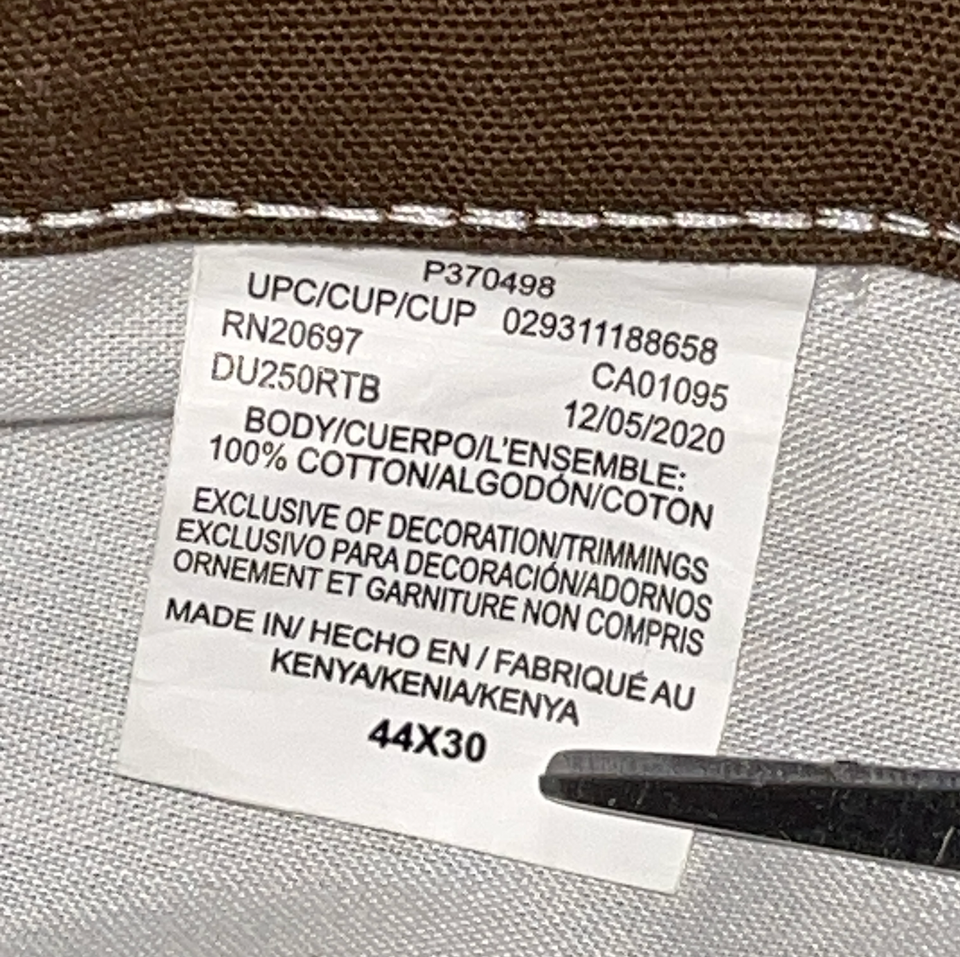 P370498
UPC/CUP/CUP 029311188658
RN20697 CA01095
DU250RTB 12/05/2020
BODY/CUERPO/L'ENSEMBLE:
100% COTTON/ALGODÓN/COTON
EXCLUSIVE OF DECORATION/TRIMMINGS
EXCLUSIVO PARA DECORACIÓN/ADORNOS
ORNEMENT ET GARNITURE NON COMPRIS
MADE IN/ HECHO EN / FABRIQUÉ AU
KENYA/KENIA/KENYA
44X30